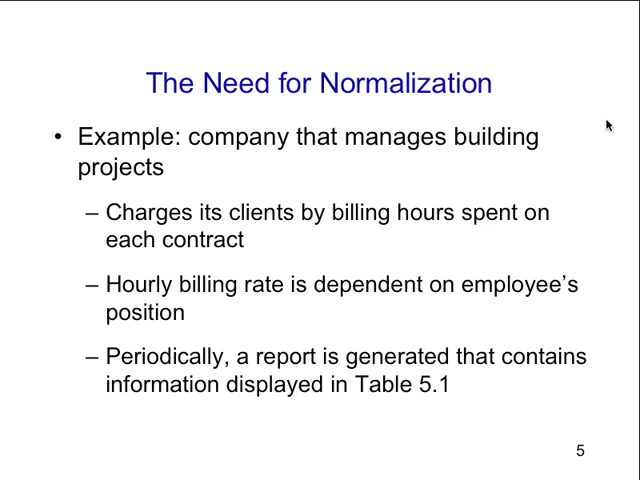 The Need for Normalization
• Example: company that manages building
projects
– Charges its clients by billing hours spent on
each contract
– Hourly billing rate is dependent on employee’s
position
– Periodically, a report is generated that contains
information displayed in Table 5.1
5